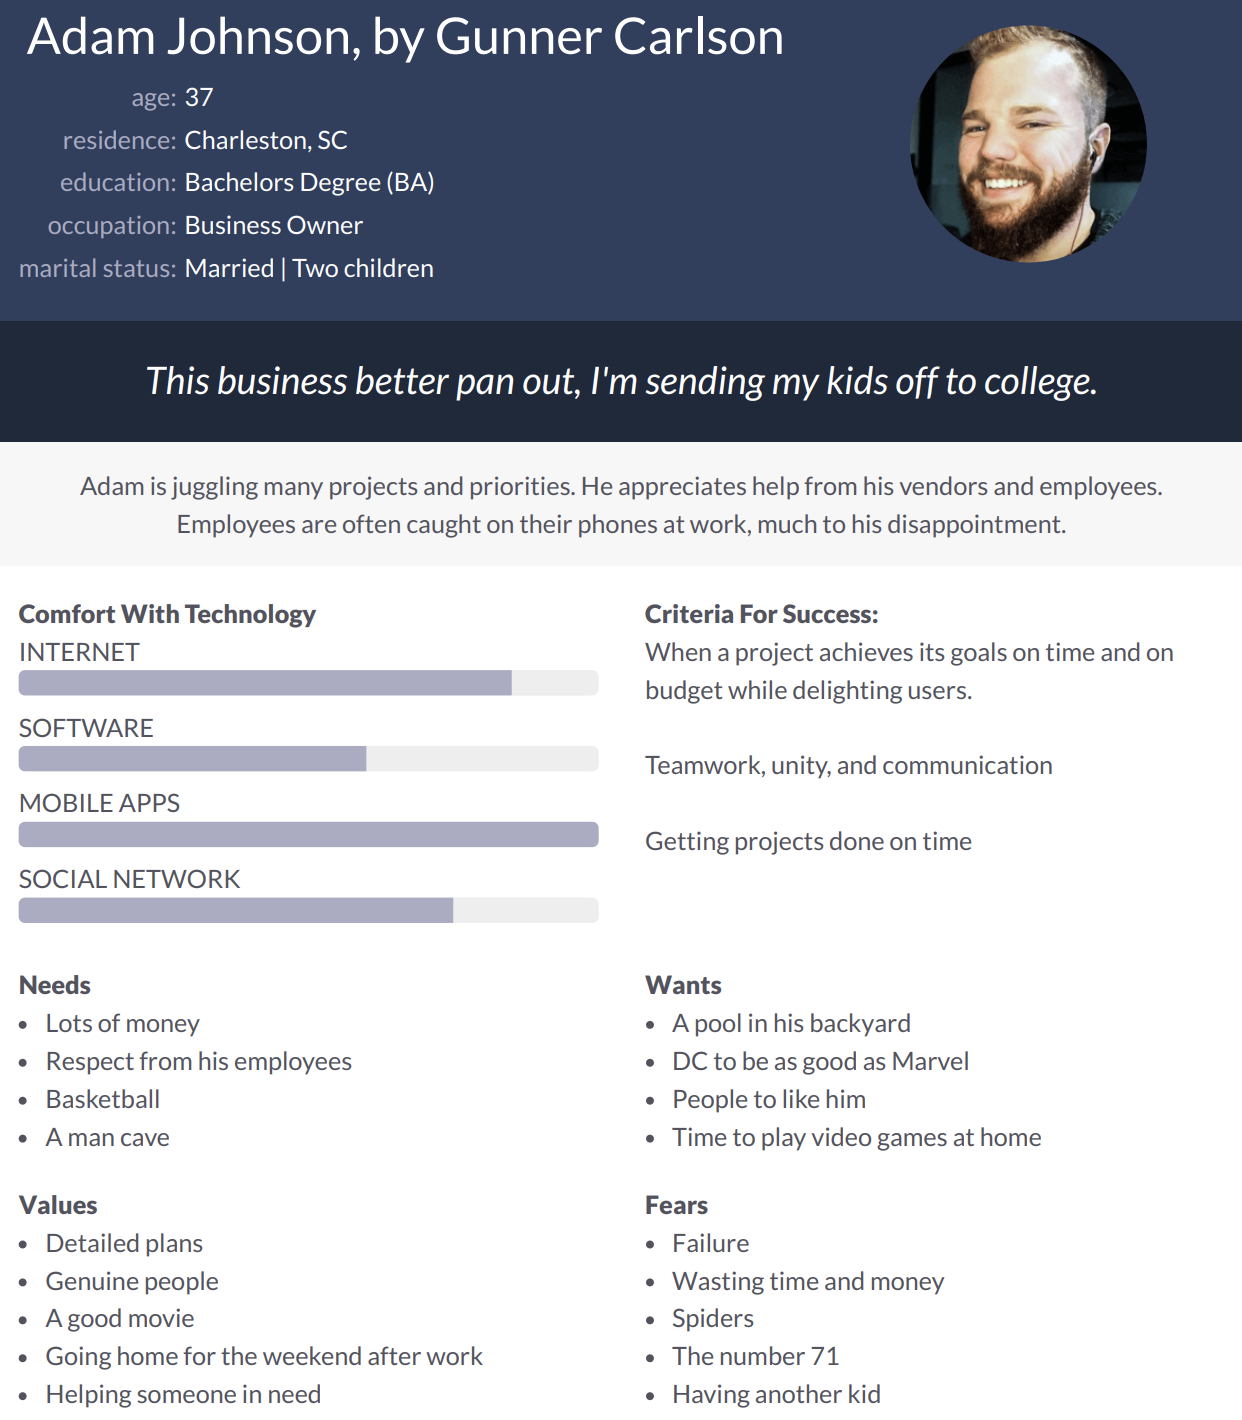 Adam Johnson, by Gunner Carlson
age: 37
residence: Charleston, SC
education: Bachelors Degree (BA)
occupation: Business Owner
marital status: Married | Two children
This business better pan out, I'm sending my kids off to college.
Adam is juggling many projects and priorities. He appreciates help from his vendors and employees.
Employees are often caught on their phones at work, much to his disappointment.
Comfort With Technology
INTERNET
SOFTWARE
MOBILE APPS
SOCIAL NETWORK
Criteria For Success:
When a project achieves its goals on time and on
budget while delighting users.
Teamwork, unity, and communication
Getting projects done on time
Needs
• Lots of money
• Respect from his employees
• Basketball
• A man cave
Wants
• A pool in his backyard
• DC to be as good as Marvel
• People to like him
• Time to play video games at home
Values
• Detailed plans
• Genuine people
• A good movie
• Going home for the weekend after work
• Helping someone in need
Fears
• Failure
• Wasting time and money
• Spiders
• The number 71
• Having another kid